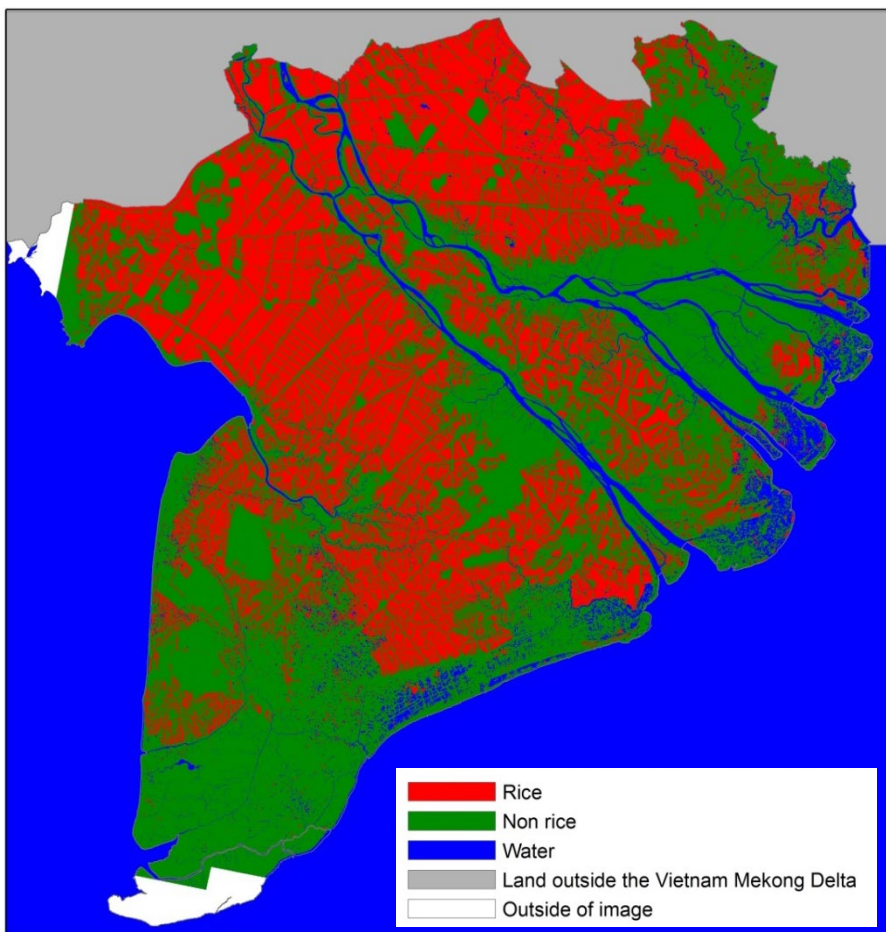 Rice
Non rice
Water
Land outside the Vietnam Mekong Delta
Outside of image